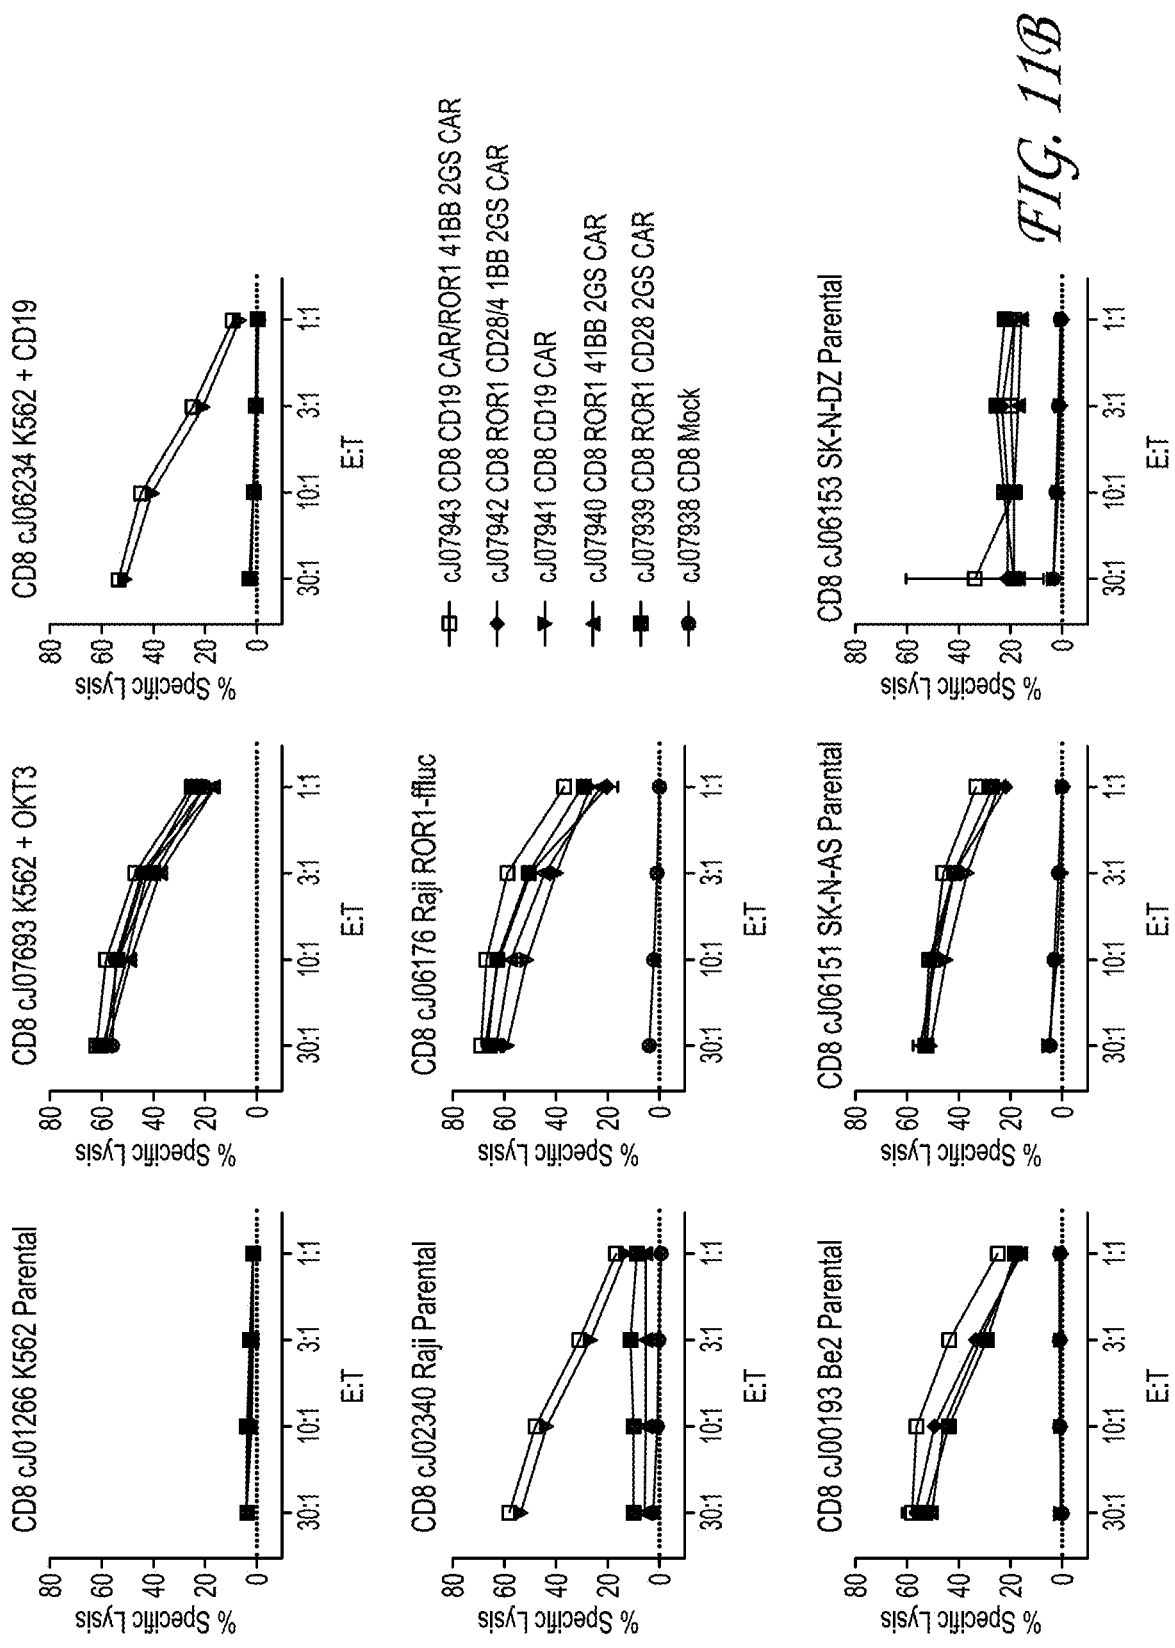 CD8 cJ01266 K562 Parental
% Specific Lysis
80
60
40
20
0
30:1
10:1
3:1
1:1
E:T
CD8 cJ07693 K562 + OKT3
% Specific Lysis
80
60
40
20
0
30:1
10:1
3:1
1:1
E:T
CD8 cJ06234 K562 + CD19
% Specific Lysis
80
60
40
20
0
30:1
10:1
3:1
1:1
E:T
CD8 cJ02340 Raji Parental
% Specific Lysis
80
60
40
20
0
30:1
10:1
3:1
1:1
E:T
CD8 cJ06176 Raji ROR1-ffluc
% Specific Lysis
80
60
40
20
0
30:1
10:1
3:1
1:1
E:T
cJ07943 CD8 CD19 CAR/ROR1 41BB 2GS CAR
cJ07942 CD8 ROR1 CD28/4 1BB 2GS CAR
cJ07941 CD8 CD19 CAR
cJ07940 CD8 ROR1 41BB 2GS CAR
cJ07939 CD8 ROR1 CD28 2GS CAR
cJ07938 CD8 Mock
CD8 cJ00193 Be2 Parental
% Specific Lysis
80
60
40
20
0
30:1
10:1
3:1
1:1
E:T
CD8 cJ06151 SK-N-AS Parental
% Specific Lysis
80
60
40
20
0
30:1
10:1
3:1
1:1
E:T
CD8 cJ06153 SK-N-DZ Parental
% Specific Lysis
80
60
40
20
0
30:1
10:1
3:1
1:1
E:T
FIG. 11B